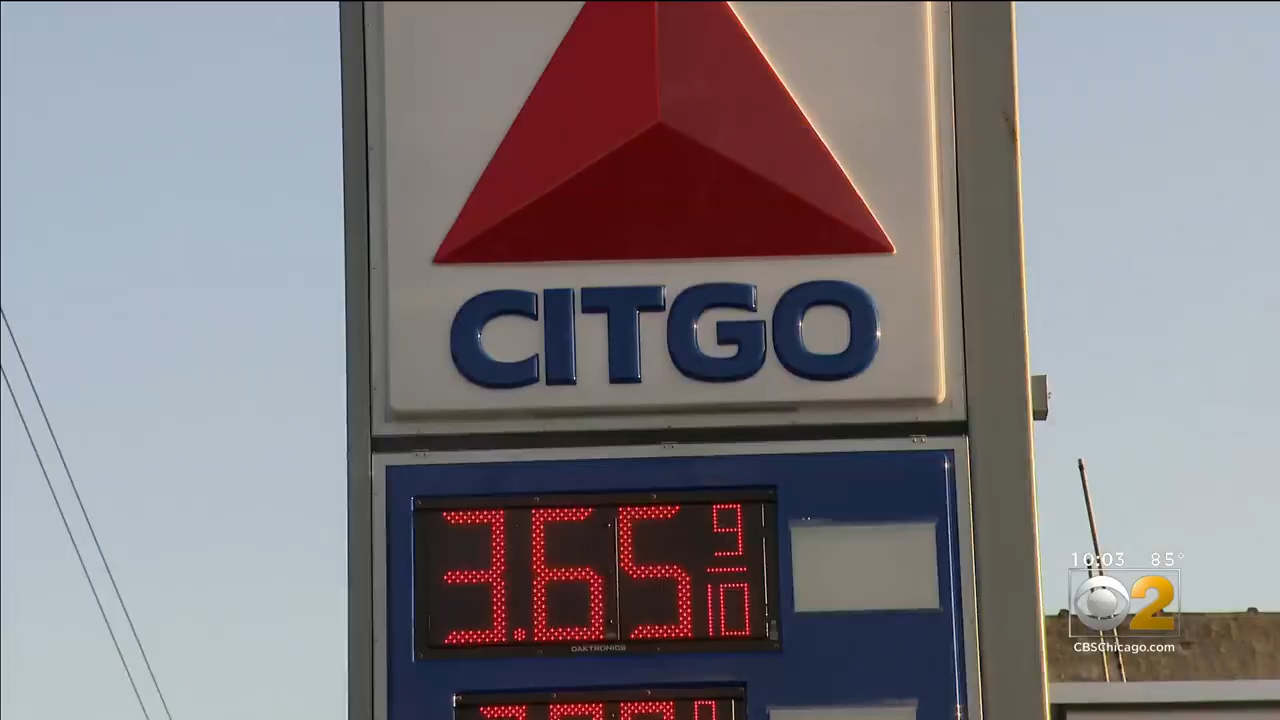 CITGO
3.65 9/10
DAKTRONICS
10:03 85°
2
CBSChicago.com